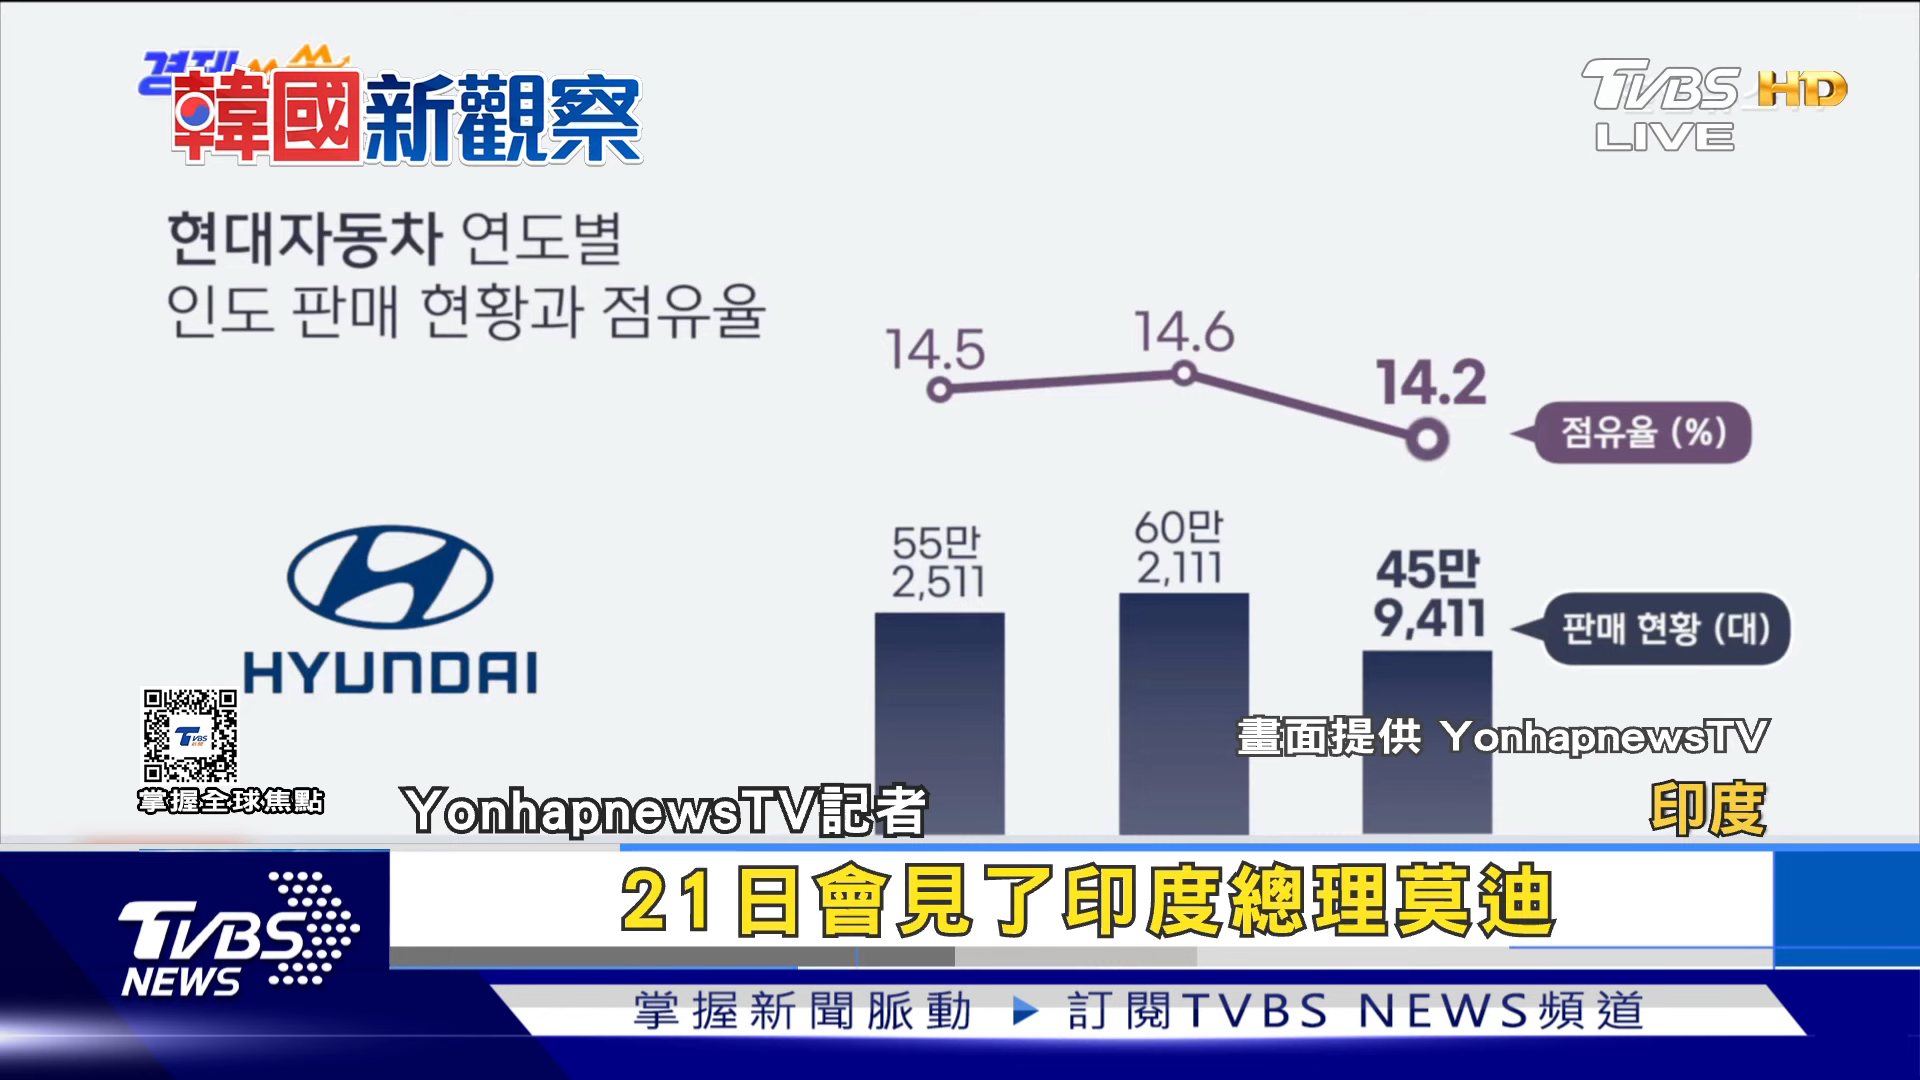 경제
韓國新觀察
TVBS HD
LIVE
현대자동차 연도별
인도 판매 현황과 점유율
14.5
14.6
14.2
점유율 (%)
55만
2,511
60만
2,111
45만
9,411
판매 현황 (대)
HYUNDAI
TVBS
新聞
掌握全球焦點
畫面提供 YonhapnewsTV
YonhapnewsTV記者
印度
21日會見了印度總理莫迪
TVBS
NEWS
掌握新聞脈動 ▶ 訂閱TVBS NEWS頻道